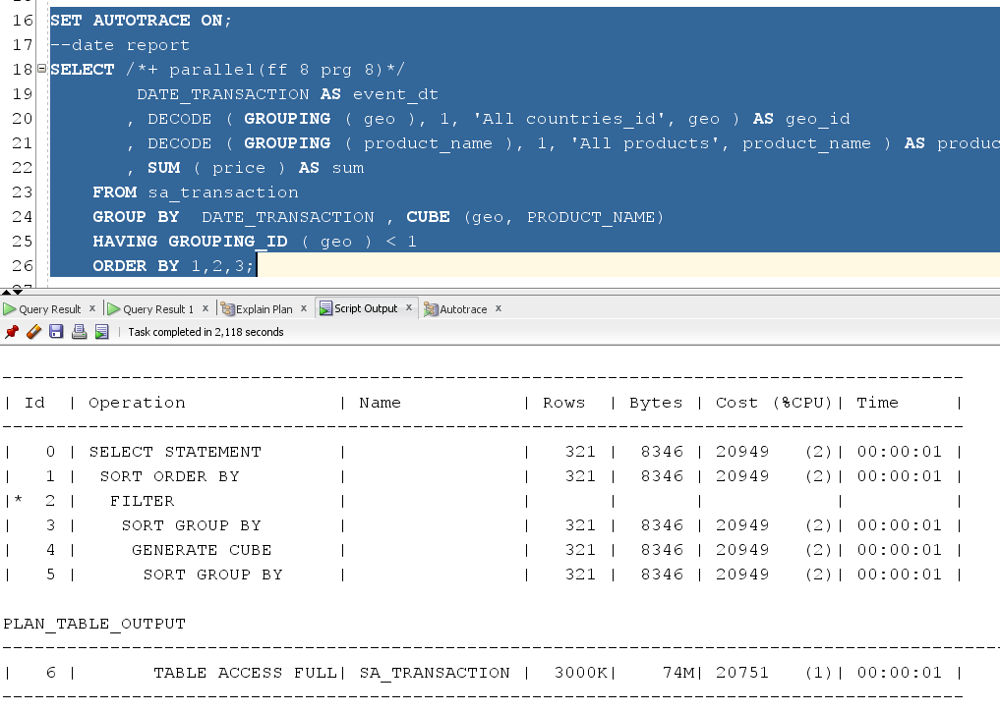 16 SET AUTOTRACE ON;
17 --date report
18 SELECT /*+ parallel(ff 8 prg 8)*/
19 DATE_TRANSACTION AS event_dt
20 , DECODE ( GROUPING ( geo ), 1, 'All countries_id', geo ) AS geo_id
21 , DECODE ( GROUPING ( product_name ), 1, 'All products', product_name ) AS produc
22 , SUM ( price ) AS sum
23 FROM sa_transaction
24 GROUP BY  DATE_TRANSACTION , CUBE (geo, PRODUCT_NAME)
25 HAVING GROUPING_ID ( geo ) < 1
26 ORDER BY 1,2,3;
Query Result x Query Result 1 x Explain Plan x Script Output x Autotrace x
| Task completed in 2,118 seconds
---------------------------------------------------------------------------------------
| Id  | Operation              | Name           | Rows  | Bytes | Cost (%CPU)| Time     |
---------------------------------------------------------------------------------------
|   0 | SELECT STATEMENT       |                |   321 |  8346 | 20949   (2)| 00:00:01 |
|   1 |  SORT ORDER BY         |                |   321 |  8346 | 20949   (2)| 00:00:01 |
|*  2 |   FILTER               |                |       |       |            |          |
|   3 |    SORT GROUP BY       |                |   321 |  8346 | 20949   (2)| 00:00:01 |
|   4 |     GENERATE CUBE      |                |   321 |  8346 | 20949   (2)| 00:00:01 |
|   5 |      SORT GROUP BY     |                |   321 |  8346 | 20949   (2)| 00:00:01 |
PLAN_TABLE_OUTPUT
---------------------------------------------------------------------------------------
|   6 |       TABLE ACCESS FULL| SA_TRANSACTION |  3000K|    74M| 20751   (1)| 00:00:01 |
---------------------------------------------------------------------------------------